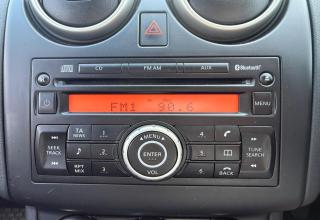 CD FM AM AUX Bluetooth
FM1 90.6
MENU
TA NEWS
MENU
1 4
SEEK TRACK
ENTER
TUNE SEARCH
2 5
RPT MIX
VOL
3 6
BACK